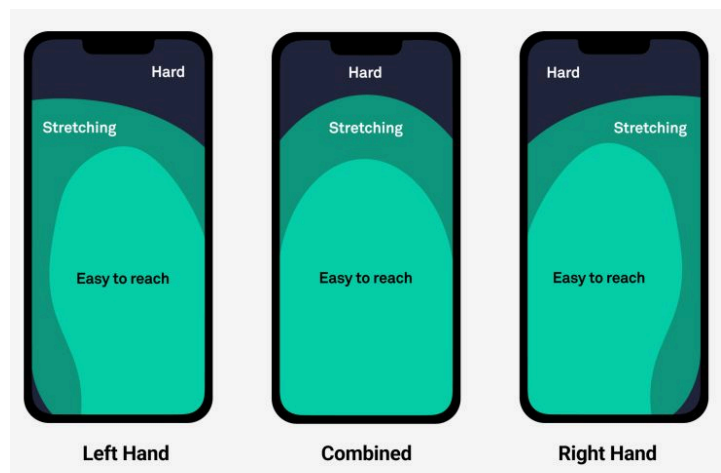 Hard
Stretching
Easy to reach
Left Hand
Hard
Stretching
Easy to reach
Combined
Hard
Stretching
Easy to reach
Right Hand